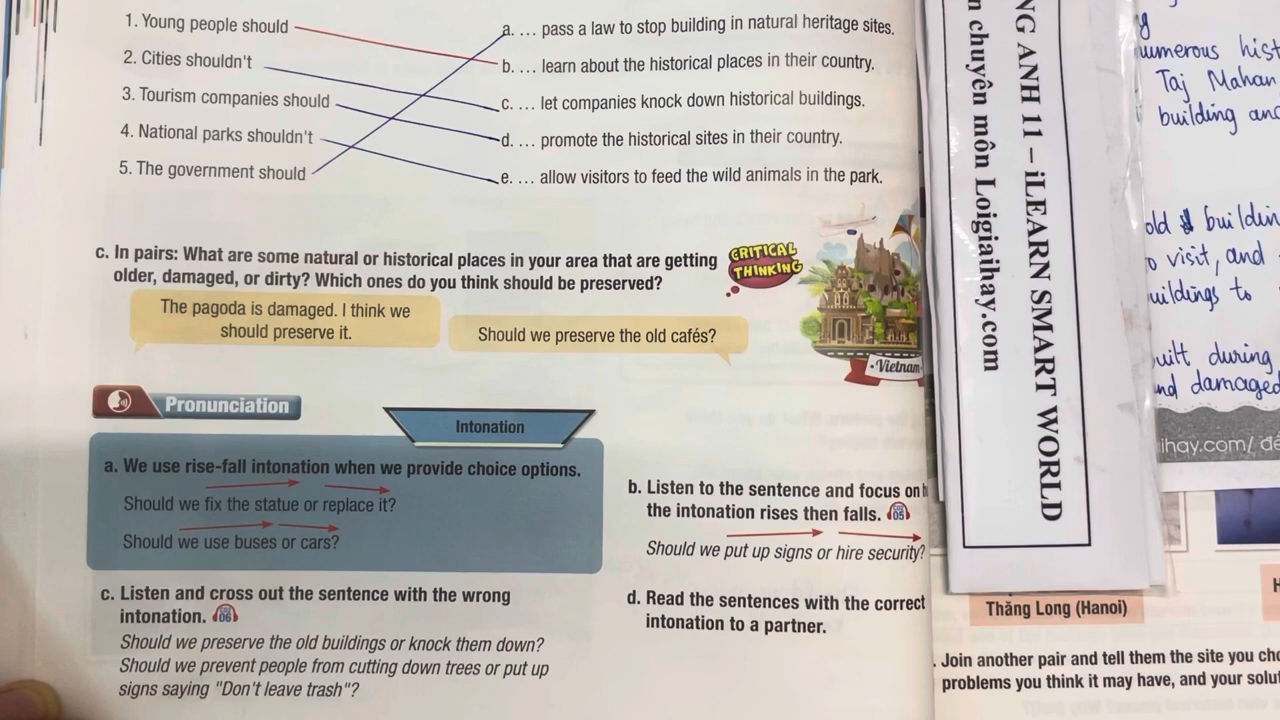 1. Young people should
2. Cities shouldn't
3. Tourism companies should
4. National parks shouldn't
5. The government should
a. ... pass a law to stop building in natural heritage sites.
b. ... learn about the historical places in their country.
c. ... let companies knock down historical buildings.
d. ... promote the historical sites in their country.
e. ... allow visitors to feed the wild animals in the park.
c. In pairs: What are some natural or historical places in your area that are getting
older, damaged, or dirty? Which ones do you think should be preserved?
CRITICAL
THINKING
The pagoda is damaged. I think we
should preserve it.
Should we preserve the old cafés?
Vietnam
Pronunciation
Intonation
a. We use rise-fall intonation when we provide choice options.
Should we fix the statue or replace it?
Should we use buses or cars?
b. Listen to the sentence and focus on
the intonation rises then falls. 05
Should we put up signs or hire security?
c. Listen and cross out the sentence with the wrong
intonation. 06
Should we preserve the old buildings or knock them down?
Should we prevent people from cutting down trees or put up
signs saying "Don't leave trash"?
d. Read the sentences with the correct
intonation to a partner.
NG ANH 11 – iLEARN SMART WORLD
n chuyên môn Loigiaihay.com
numerous hist
Taj Mahan
building and
old buildin
to visit, and
uildings to
built during
and damaged
ihay.com/ đề
Thăng Long (Hanoi)
H
. Join another pair and tell them the site you cho
problems you think it may have, and your solut